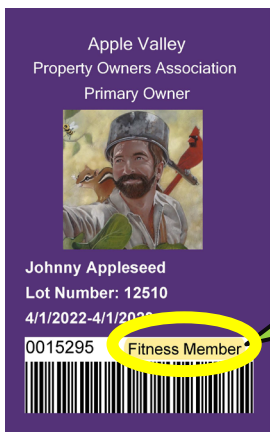 Apple Valley
Property Owners Association
Primary Owner
Johnny Appleseed
Lot Number: 12510
4/1/2022-4/1/
0015295 Fitness Member